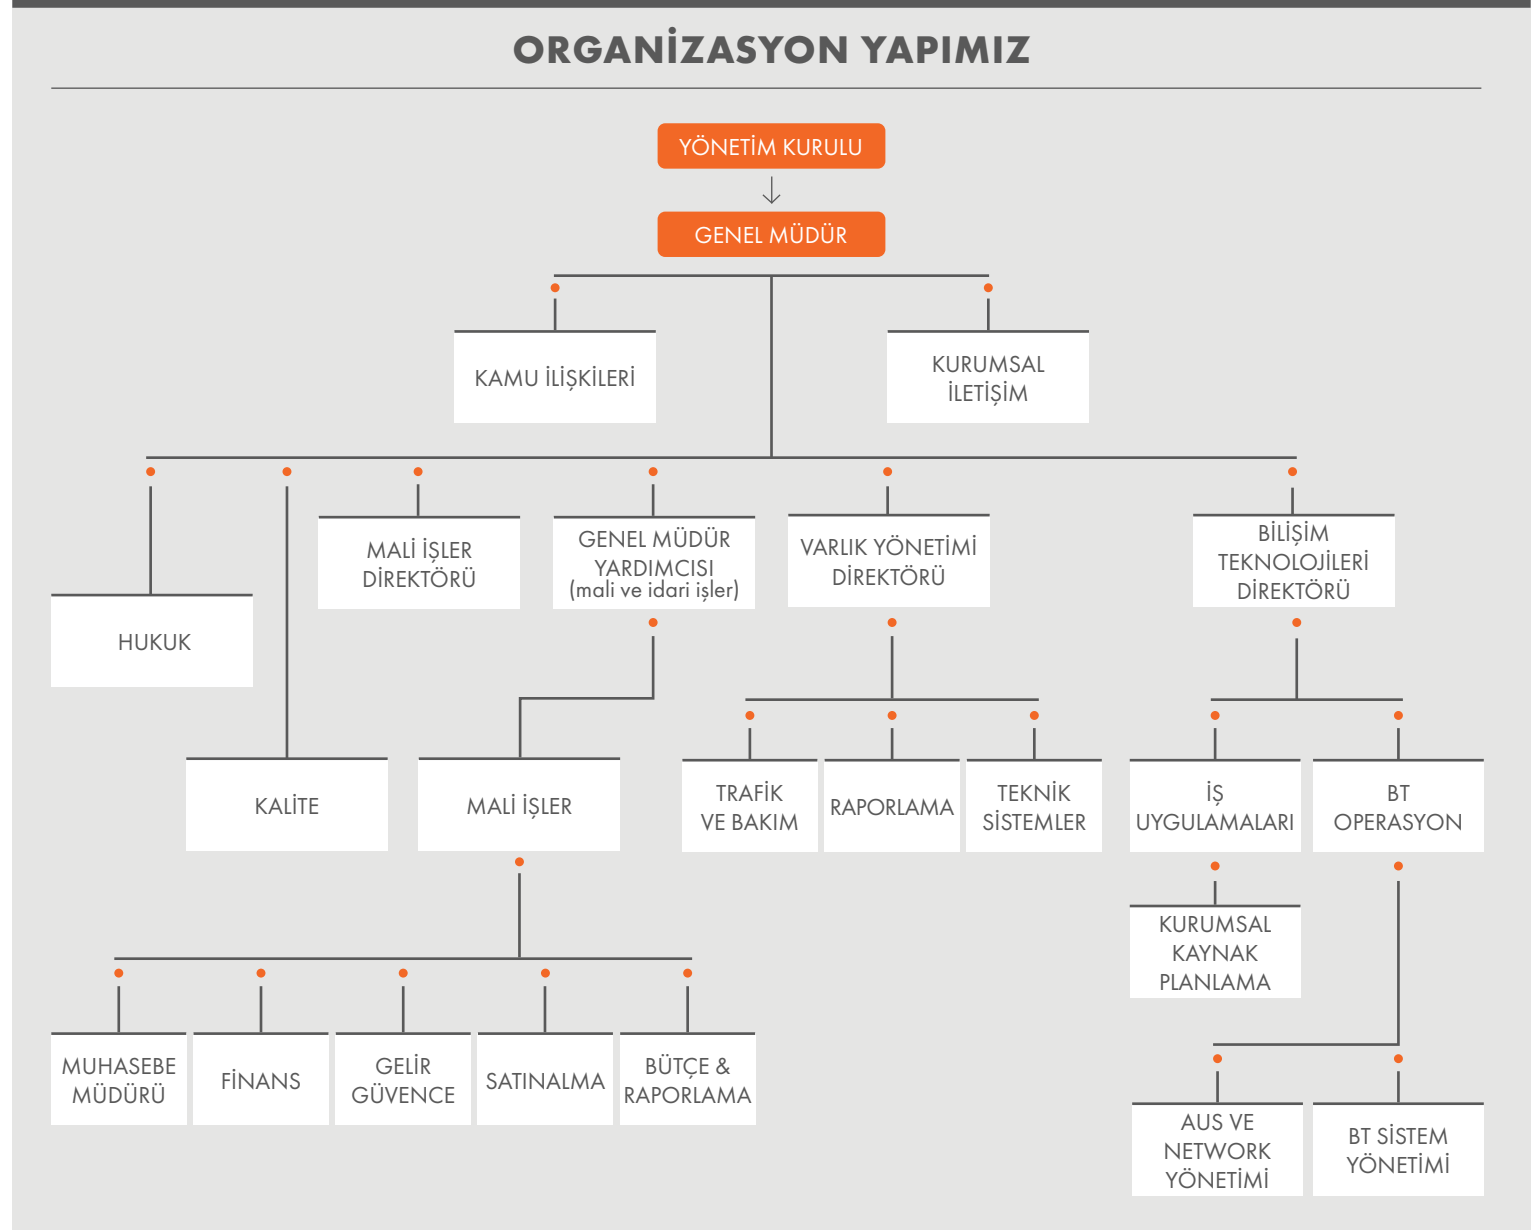 ORGANİZASYON YAPIMIZ
YÖNETİM KURULU
GENEL MÜDÜR
KAMU İLİŞKİLERİ
KURUMSAL
İLETİŞİM
HUKUK
KALİTE
MALİ İŞLER
DİREKTÖRÜ
GENEL MÜDÜR
YARDIMCISI
(mali ve idari işler)
VARLIK YÖNETİMİ
DİREKTÖRÜ
BİLİŞİM
TEKNOLOJİLERİ
DİREKTÖRÜ
MALİ İŞLER
TRAFİK
VE BAKIM
RAPORLAMA
TEKNİK
SİSTEMLER
İŞ
UYGULAMALARI
BT
OPERASYON
KURUMSAL
KAYNAK
PLANLAMA
MUHASEBE
MÜDÜRÜ
FİNANS
GELİR
GÜVENCE
SATINALMA
BÜTÇE &
RAPORLAMA
AUS VE
NETWORK
YÖNETİMİ
BT SİSTEM
YÖNETİMİ